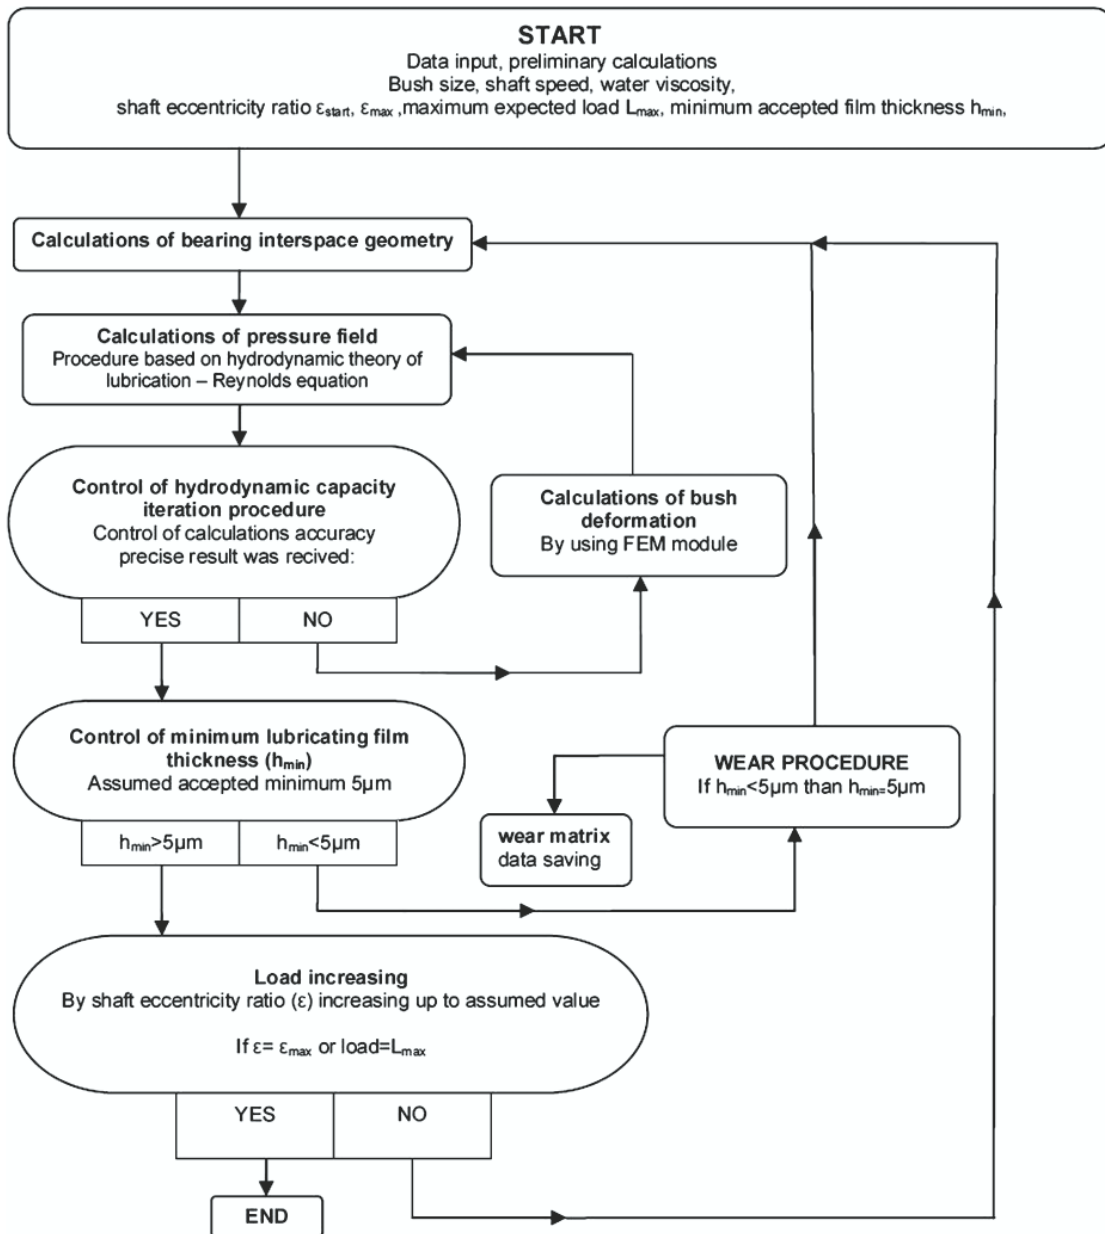 START
Data input, preliminary calculations
Bush size, shaft speed, water viscosity,
shaft eccentricity ratio εstart, εmax ,maximum expected load Lmax, minimum accepted film thickness hmin,
Calculations of bearing interspace geometry
Calculations of pressure field
Procedure based on hydrodynamic theory of
lubrication – Reynolds equation
Control of hydrodynamic capacity
iteration procedure
Control of calculations accuracy
precise result was recived:
YES
NO
Calculations of bush
deformation
By using FEM module
Control of minimum lubricating film
thickness (hmin)
Assumed accepted minimum 5µm
hmin>5µm
hmin<5µm
WEAR PROCEDURE
If hmin<5µm than hmin=5µm
wear matrix
data saving
Load increasing
By shaft eccentricity ratio (ε) increasing up to assumed value
If ε= εmax or load=Lmax
YES
NO
END